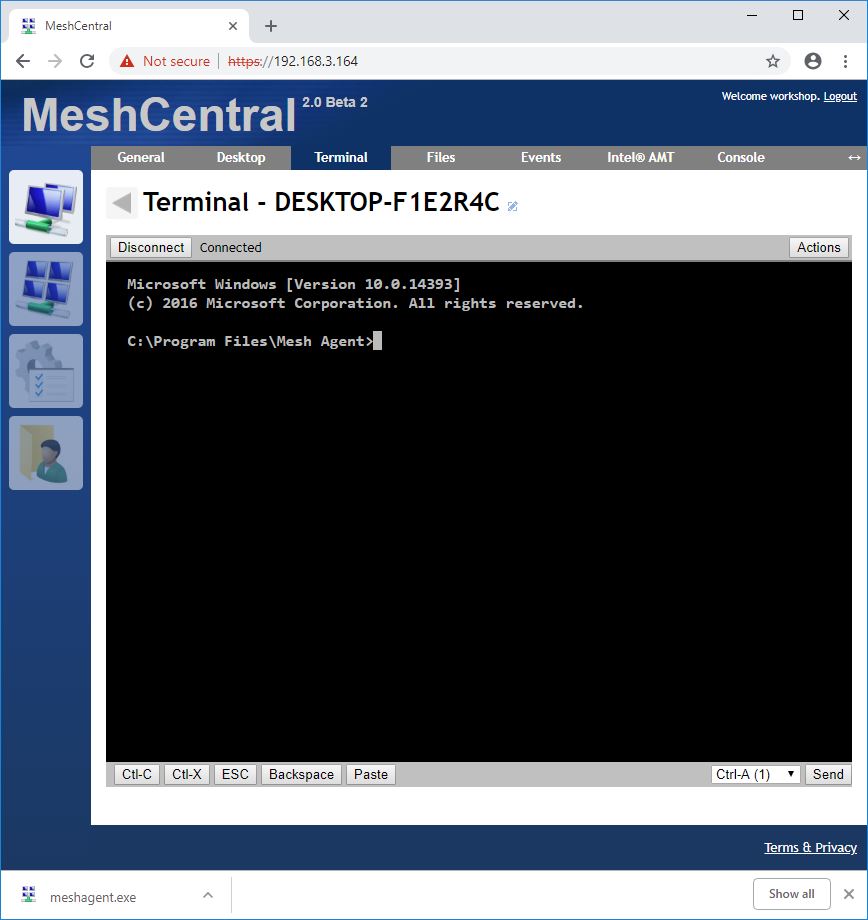 MeshCentral
Not secure | https://192.168.3.164
MeshCentral 2.0 Beta 2
Welcome workshop. Logout
General Desktop Terminal Files Events Intel® AMT Console
Terminal - DESKTOP-F1E2R4C
Disconnect Connected Actions
Microsoft Windows [Version 10.0.14393]
(c) 2016 Microsoft Corporation. All rights reserved.
C:\Program Files\Mesh Agent>
Ctl-C Ctl-X ESC Backspace Paste Ctrl-A (1) Send
Terms & Privacy
meshagent.exe Show all